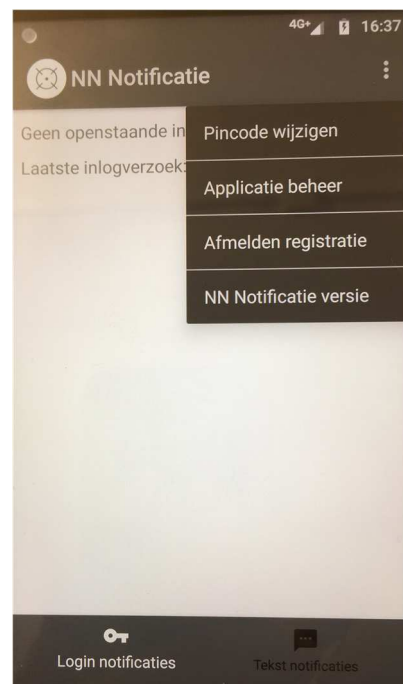 4G+ 16:37
NN Notificatie
Geen openstaande in
Laatste inlogverzoek:
Pincode wijzigen
Applicatie beheer
Afmelden registratie
NN Notificatie versie
Login notificaties
Tekst notificaties